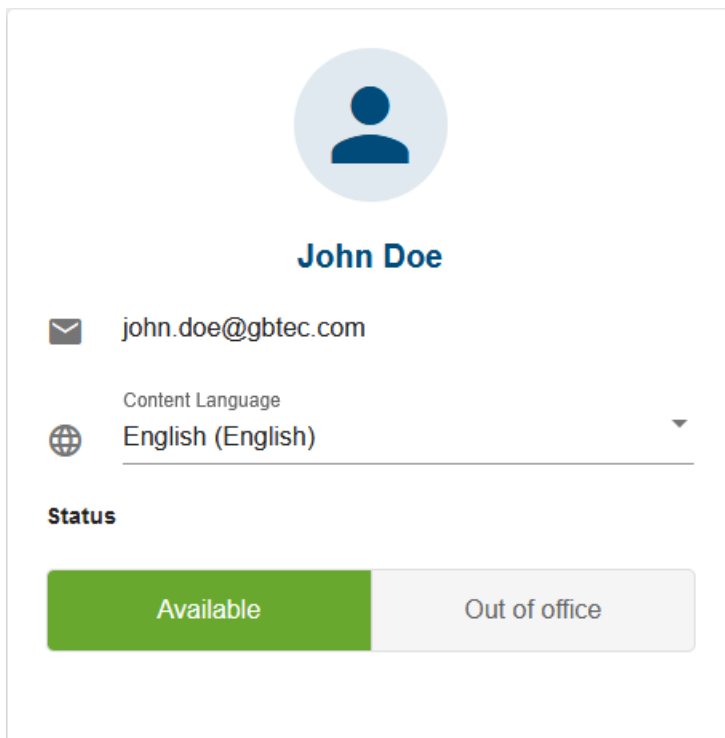 John Doe
john.doe@gbtec.com
Content Language
English (English)
Status
Available
Out of office